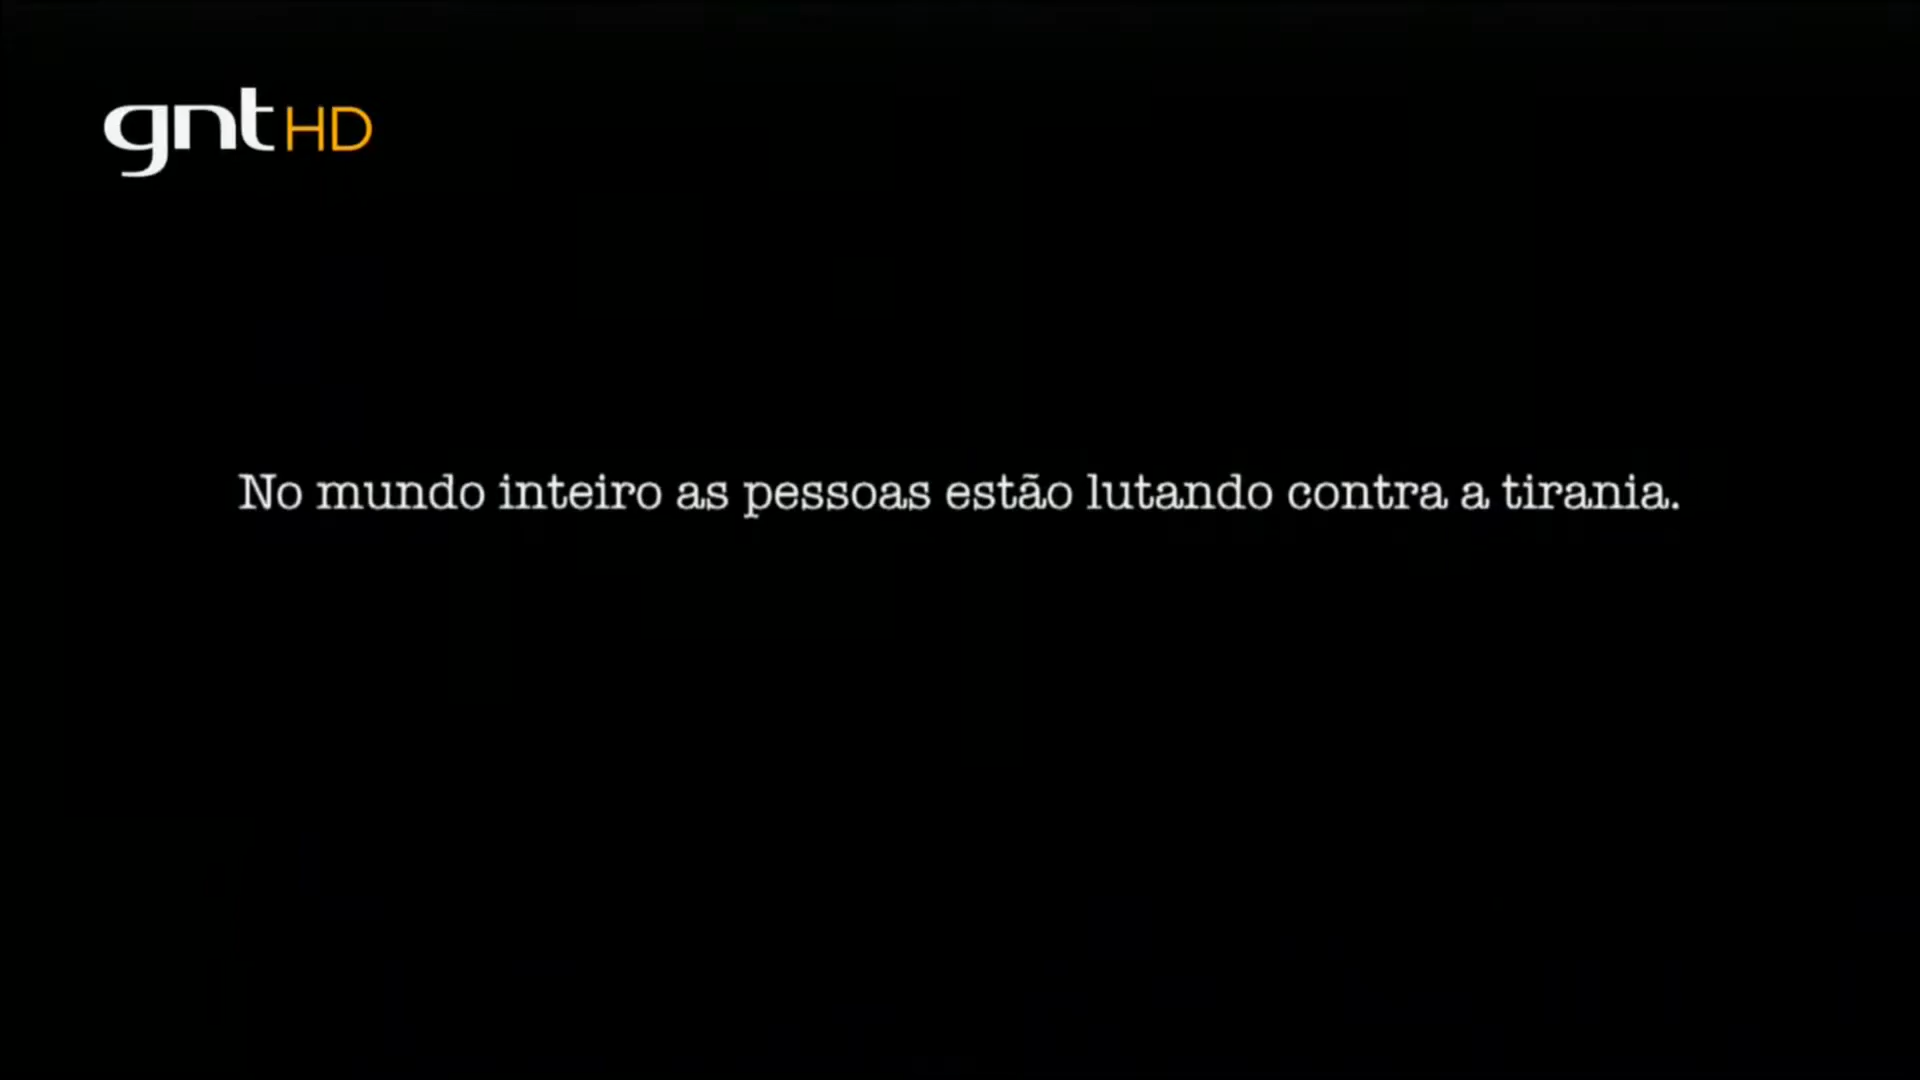 gnt HD
No mundo inteiro as pessoas estão lutando contra a tirania.